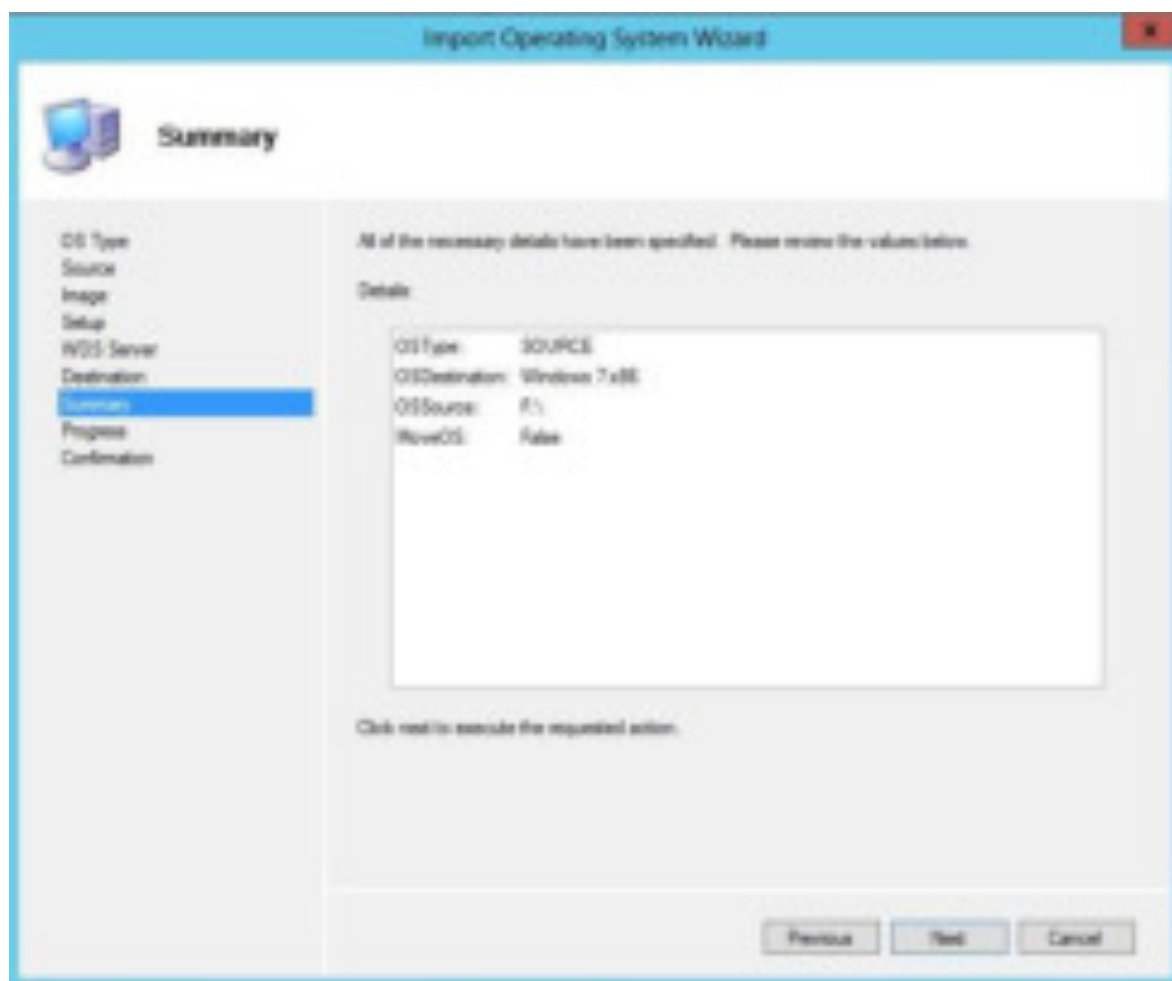 Import Operating System Wizard
Summary
OS Type
Source
Image
Setup
WDS Server
Destination
Summary
Progress
Confirmation
All of the necessary details have been specified. Please review the values below.
Details:
OSType: SOURCE
OSDestination: Windows 7 x86
OSSource: F:\
MoveOS: False
Click next to execute the requested action.
Previous Next Cancel